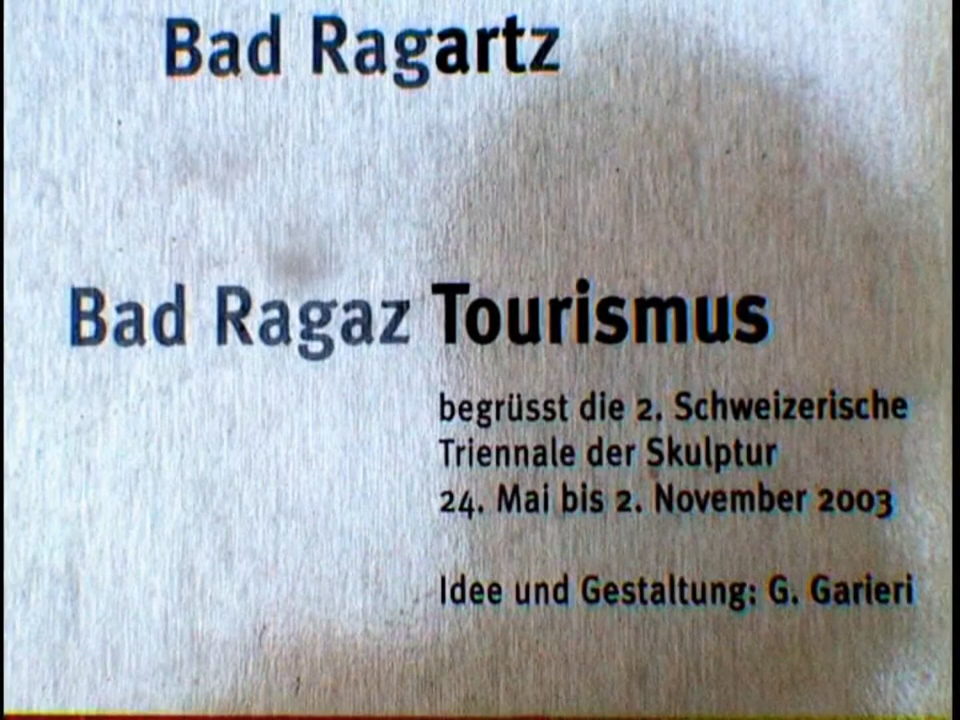 Bad Ragartz
Bad Ragaz Tourismus
begrüsst die 2. Schweizerische
Triennale der Skulptur
24. Mai bis 2. November 2003
Idee und Gestaltung: G. Garieri